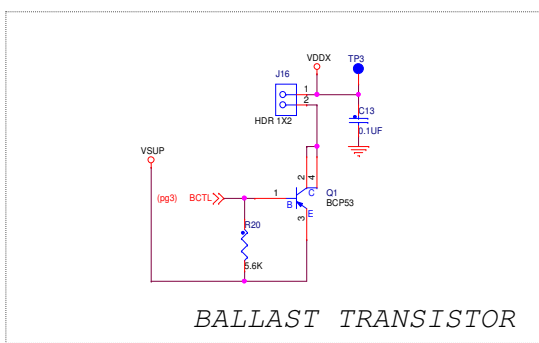 VDDX
TP3
J16
1
2
HDR 1X2
C13
0.1UF
VSUP
2
4
(pg3) BCTL
1
C
Q1
B
BCP53
3
E
R20
5.6K
BALLAST TRANSISTOR